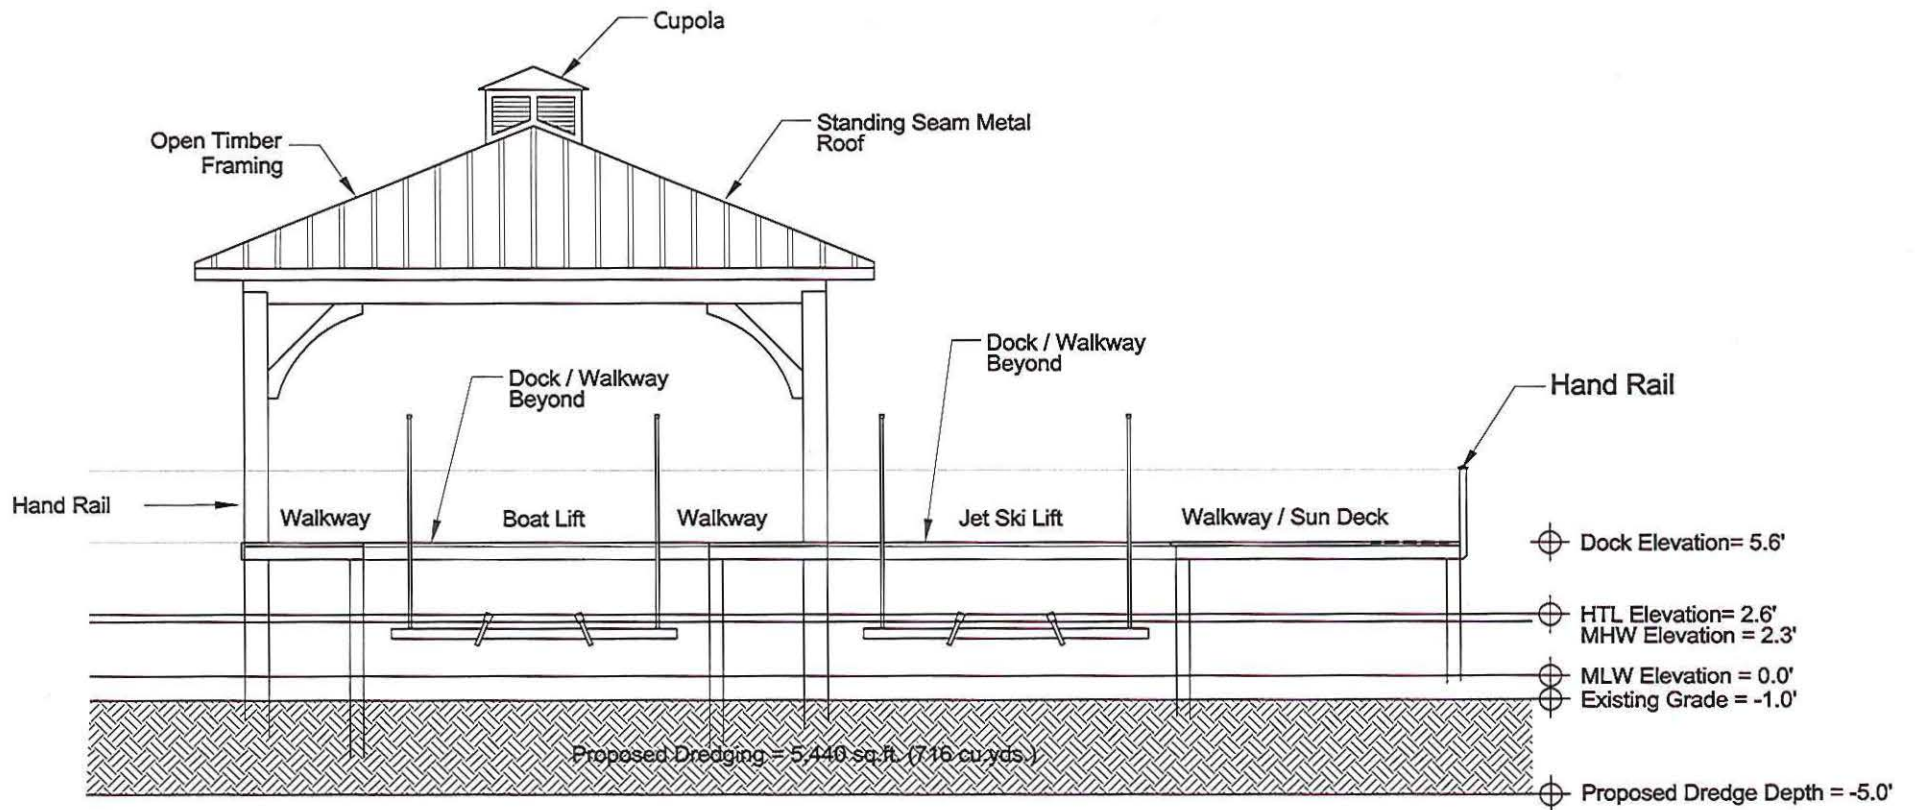 Cupola
Open Timber
Framing
Standing Seam Metal
Roof
Dock / Walkway
Beyond
Dock / Walkway
Beyond
Hand Rail
Hand Rail
Walkway
Boat Lift
Walkway
Jet Ski Lift
Walkway / Sun Deck
Dock Elevation= 5.6'
HTL Elevation= 2.6'
MHW Elevation = 2.3'
MLW Elevation = 0.0'
Existing Grade = -1.0'
Proposed Dredging = 5,440 sq.ft. (716 cu.yds.)
Proposed Dredge Depth = -5.0'